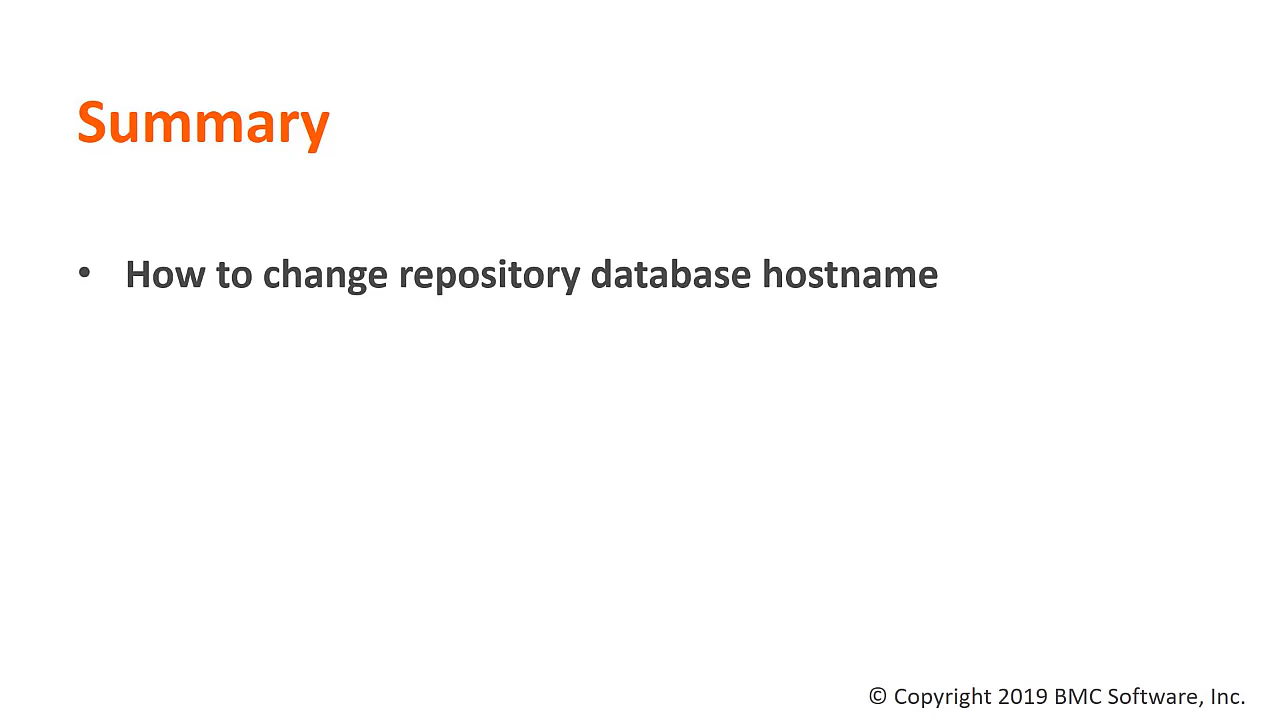 Summary
• How to change repository database hostname
© Copyright 2019 BMC Software, Inc.